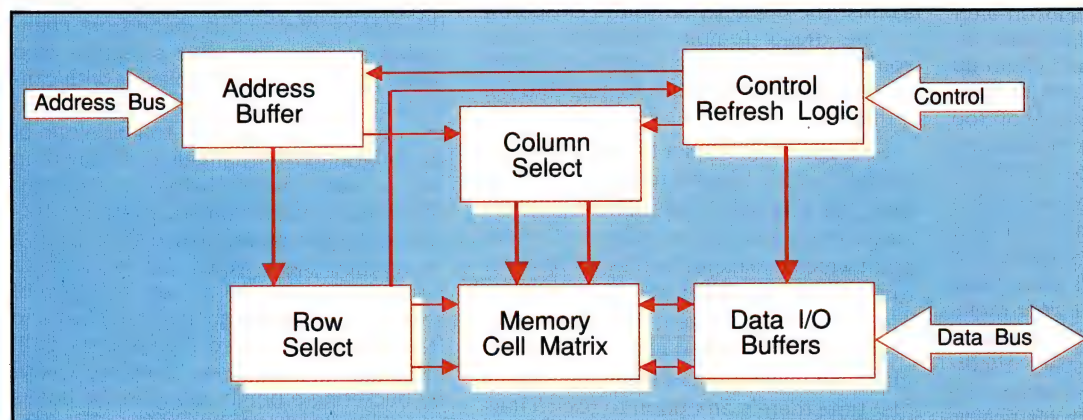 Address Bus
Address
Buffer
Column
Select
Control
Refresh Logic
Control
Row
Select
Memory
Cell Matrix
Data I/O
Buffers
Data Bus